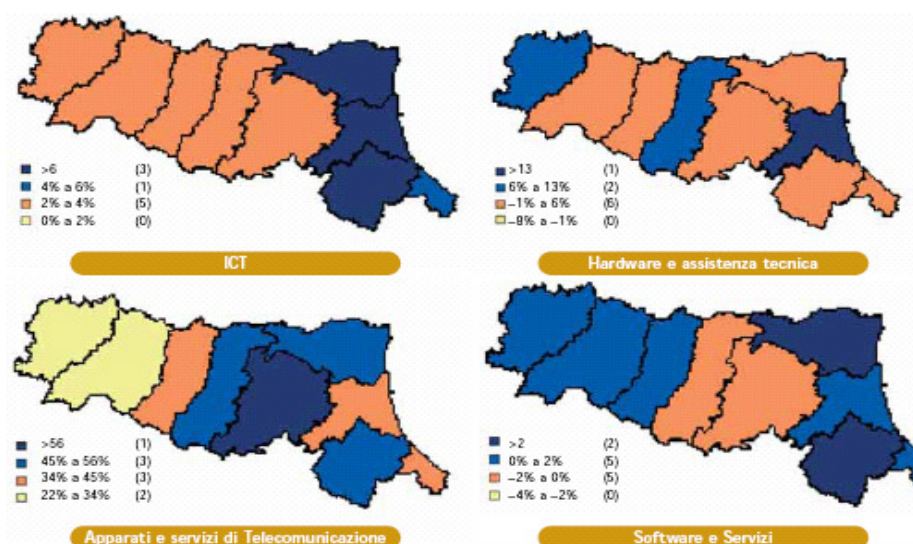 >6 (3)
4% a 6% (1)
2% a 4% (5)
0% a 2% (0)
ICT
>13 (1)
6% a 13% (2)
−1% a 6% (6)
−8% a −1% (0)
Hardware e assistenza tecnica
>56 (1)
45% a 56% (3)
34% a 45% (3)
22% a 34% (2)
Apparati e servizi di Telecomunicazione
>2 (2)
0% a 2% (5)
−2% a 0% (5)
−4% a −2% (0)
Software e Servizi